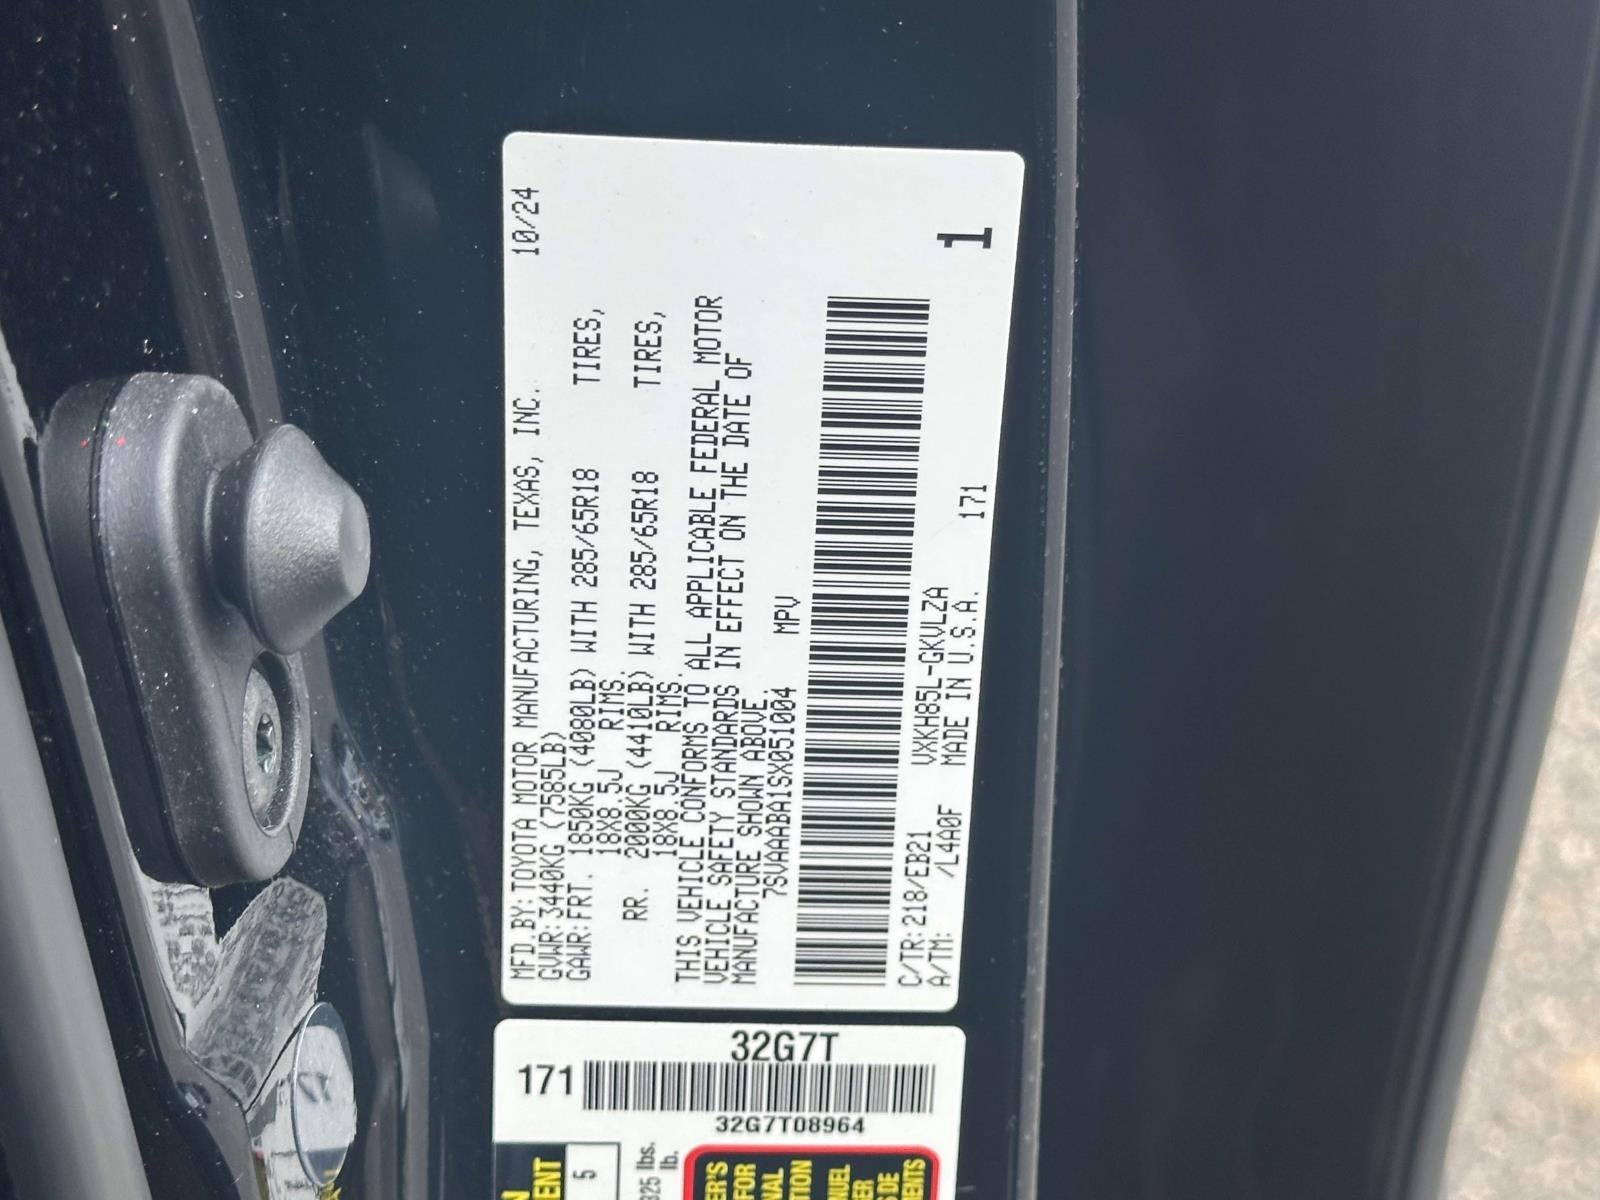 MFD.BY:TOYOTA MOTOR MANUFACTURING, TEXAS, INC. 10/24
GVWR:3440KG (7585LB)
GAWR:FRT. 1850KG (4080LB) WITH 285/65R18 TIRES,
18X8.5J RIMS.
RR. 2000KG (4410LB) WITH 285/65R18 TIRES,
18X8.5J RIMS.
THIS VEHICLE CONFORMS TO ALL APPLICABLE FEDERAL MOTOR
VEHICLE SAFETY STANDARDS IN EFFECT ON THE DATE OF
MANUFACTURE SHOWN ABOVE.
7SVAAABA1SX051004 MPV
1
C/TR:218/EB21 VXKH85L-GKVLZA
A/TM: /L4A0F MADE IN U.S.A. 171
32G7T
171
32G7T08964
5
lbs.
lb.
FOR